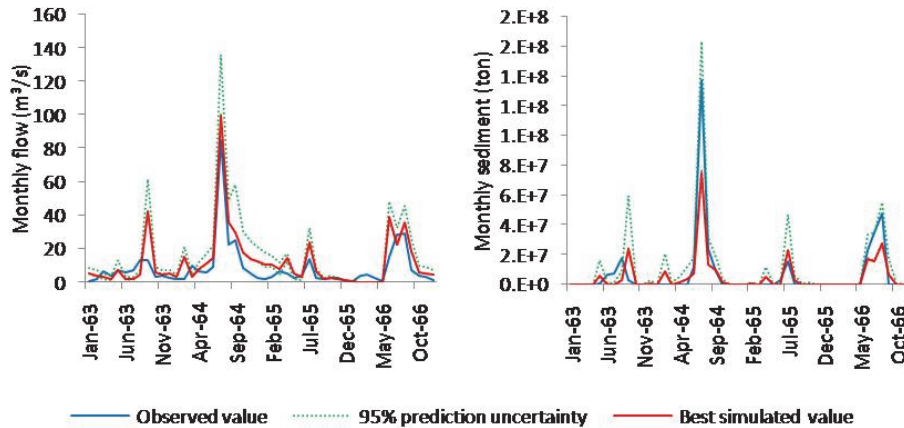 Monthly flow (m³/s)
160
140
120
100
80
60
40
20
0
Jan-63
Jun-63
Nov-63
Apr-64
Sep-64
Feb-65
Jul-65
Dec-65
May-66
Oct-66
Monthly sediment (ton)
2.E+8
2.E+8
1.E+8
1.E+8
8.E+7
6.E+7
4.E+7
2.E+7
0.E+0
Jan-63
Jun-63
Nov-63
Apr-64
Sep-64
Feb-65
Jul-65
Dec-65
May-66
Oct-66
Observed value
95% prediction uncertainty
Best simulated value